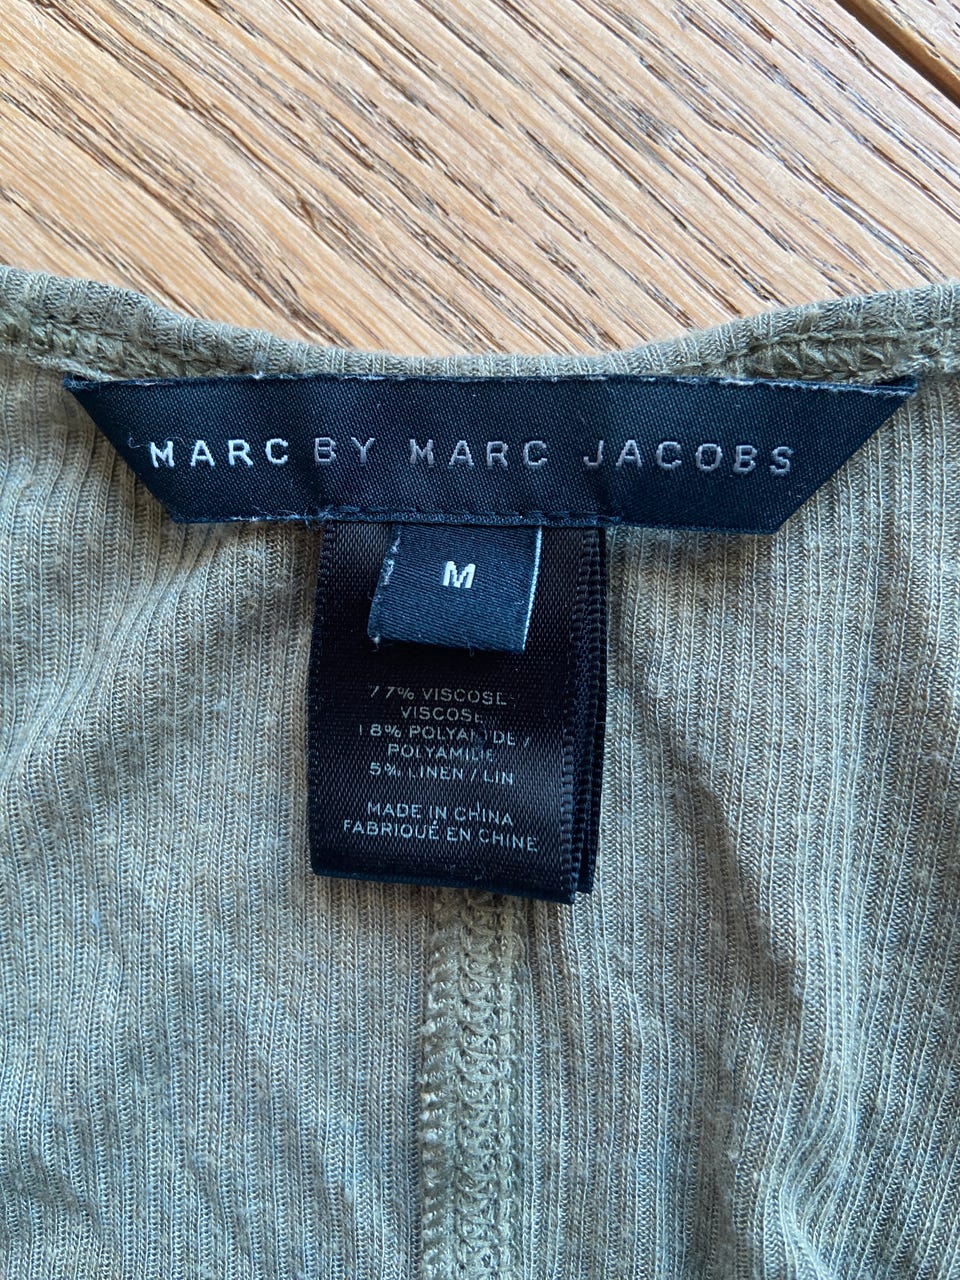 MARC BY MARC JACOBS
M
77% VISCOSE
VISCOSE
18% POLYAMIDE /
POLYAMIDE
5% LINEN / LIN
MADE IN CHINA
FABRIQUÉ EN CHINE